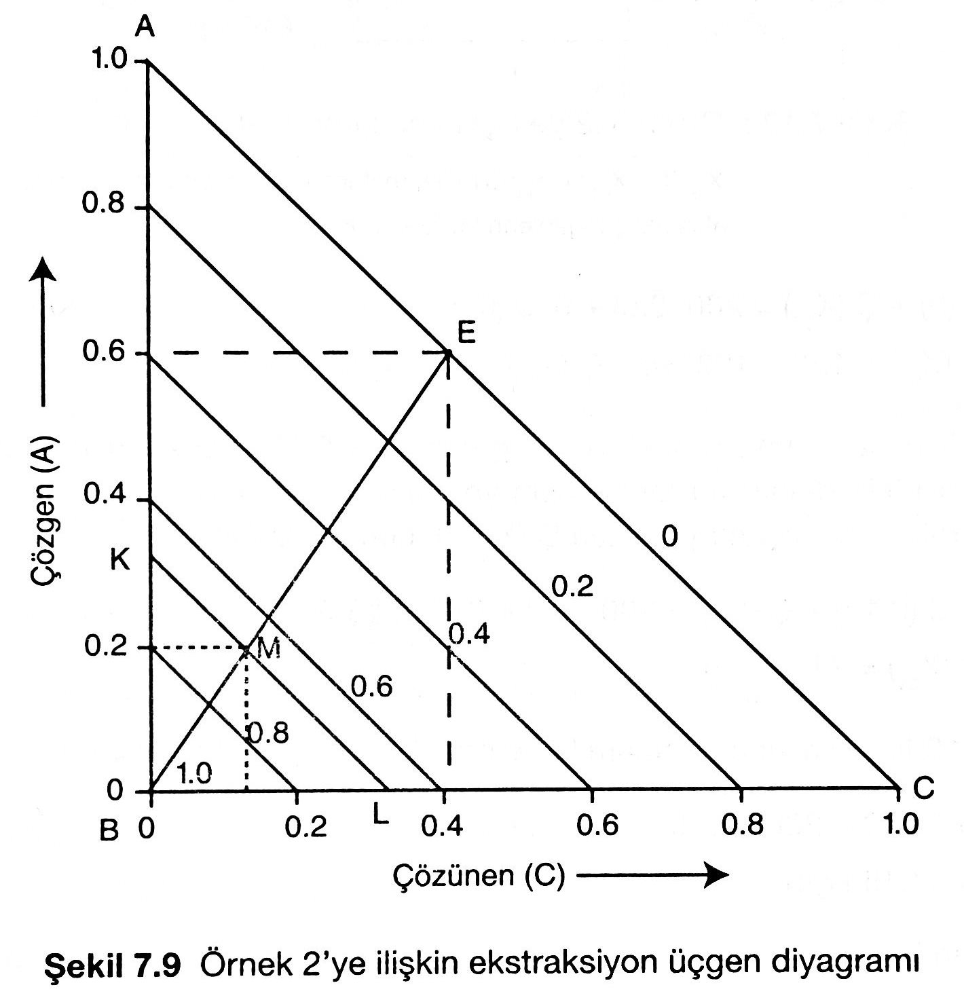 A
1.0
0.8
E
0.6
0.4
0
K
0.2
0.4
0.2
M
0.6
0.8
1.0
0
C
B 0 0.2 L 0.4 0.6 0.8 1.0
Çözgen (A)
Çözünen (C)
Şekil 7.9 Örnek 2'ye ilişkin ekstraksiyon üçgen diyagramı